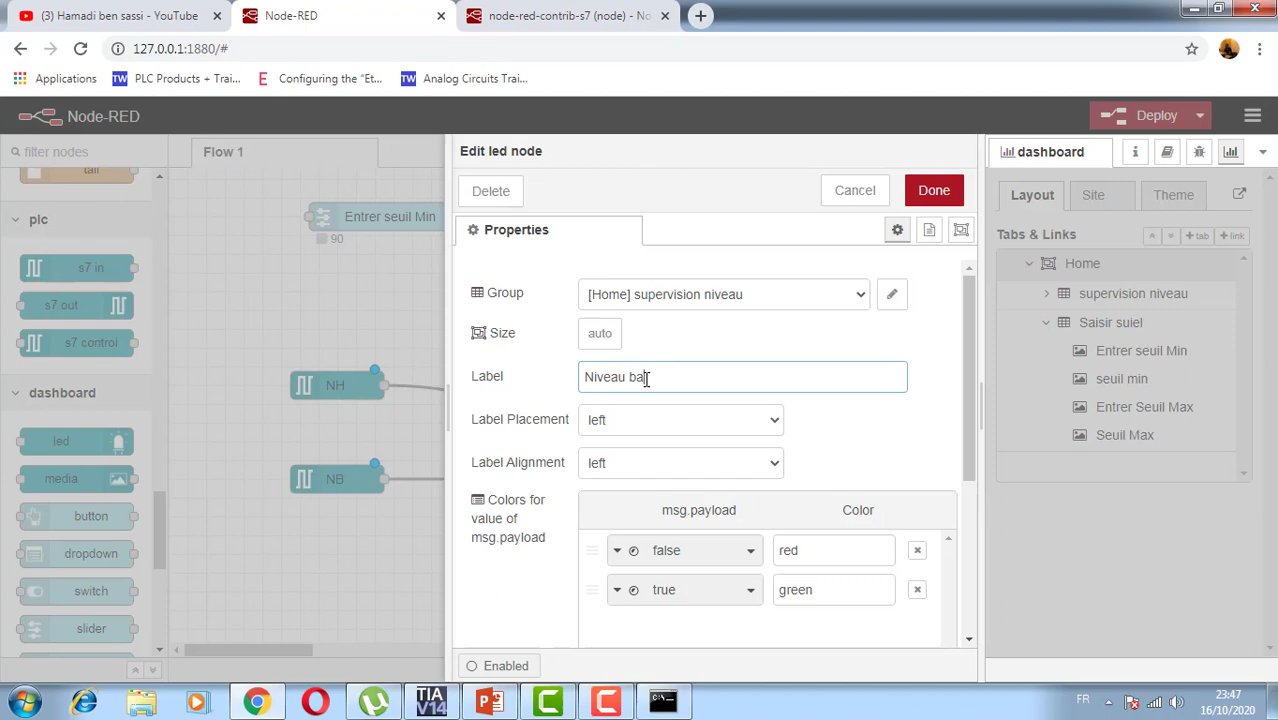 (3) Hamadi ben sassi - YouTube
Node-RED
node-red-contrib-s7 (node) - No
127.0.0.1:1880/#
Applications
TW PLC Products + Trai...
E Configuring the "Et...
TW Analog Circuits Trai...
Node-RED
Deploy
filter nodes
Flow 1
Edit led node
dashboard
i
tail
Delete
Cancel
Done
Layout
Site
Theme
plc
Entrer seuil Min
90
Properties
Tabs & Links
+tab
+link
s7 in
s7 out
s7 control
Home
supervision niveau
Saisir suiel
Entrer seuil Min
seuil min
Entrer Seuil Max
Seuil Max
Group
[Home] supervision niveau
Size
auto
Label
Niveau ba
Label Placement
left
Label Alignment
left
Colors for value of msg.payload
msg.payload
Color
false
red
true
green
NH
NB
dashboard
led
media
button
dropdown
switch
slider
Enabled
TIA V14
FR
23:47
16/10/2020